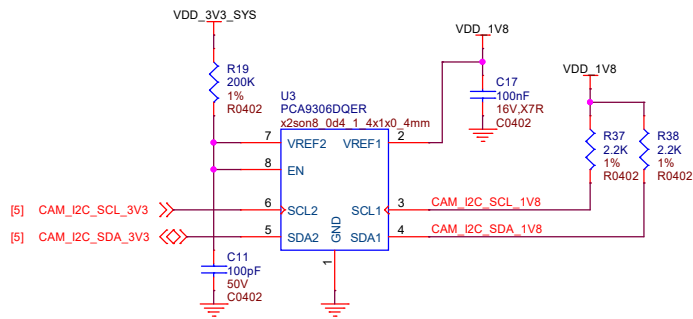 VDD_3V3_SYS
VDD_1V8
R19
200K
1%
R0402
C17
100nF
16V,X7R
C0402
VDD_1V8
U3
PCA9306DQER
x2son8_0d4_1_4x1x0_4mm
R37
2.2K
1%
R0402
R38
2.2K
1%
R0402
7 VREF2 VREF1 2
8 EN
[5] CAM_I2C_SCL_3V3 6 SCL2 SCL1 3 CAM_I2C_SCL_1V8
[5] CAM_I2C_SDA_3V3 5 SDA2 SDA1 4 CAM_I2C_SDA_1V8
GND
1
C11
100pF
50V
C0402